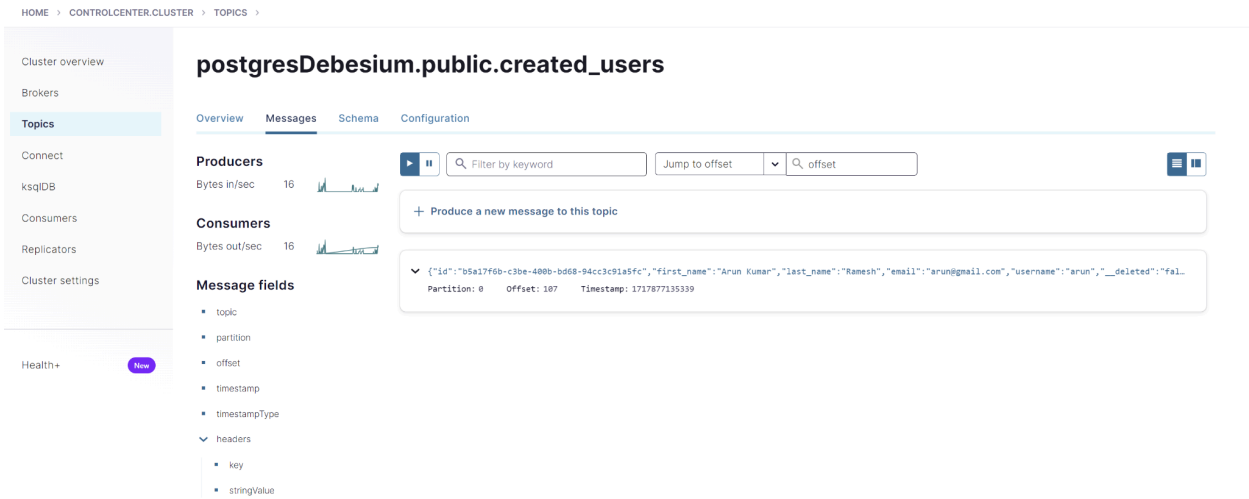 HOME > CONTROLCENTER.CLUSTER > TOPICS >
Cluster overview
Brokers
Topics
Connect
ksqlDB
Consumers
Replicators
Cluster settings
Health+ New
postgresDebesium.public.created_users
Overview Messages Schema Configuration
Producers
Bytes in/sec 16
Consumers
Bytes out/sec 16
Message fields
topic
partition
offset
timestamp
timestampType
headers
key
stringValue
Filter by keyword Jump to offset offset
+ Produce a new message to this topic
{"id":"b5a17f6b-c3be-400b-bd68-94cc3c91a5fc","first_name":"Arun Kumar","last_name":"Ramesh","email":"arun@gmail.com","username":"arun","__deleted":"fal…
Partition: 0 Offset: 107 Timestamp: 1717877135339